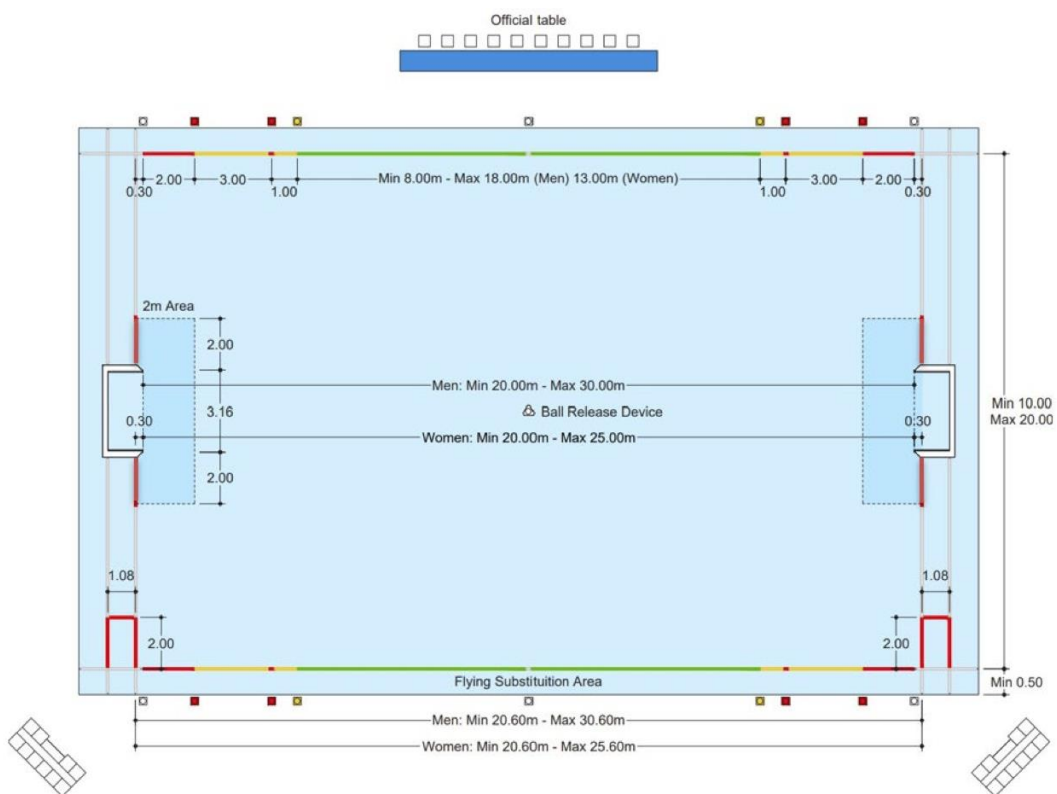 Official table
2.00
3.00
Min 8.00m - Max 18.00m (Men) 13.00m (Women)
3.00
2.00
0.30
1.00
1.00
0.30
2m Area
2.00
Men: Min 20.00m - Max 30.00m
3.16
Ball Release Device
Min 10.00
Max 20.00
0.30
0.30
Women: Min 20.00m - Max 25.00m
2.00
1.08
1.08
2.00
2.00
Flying Substituition Area
Min 0.50
Men: Min 20.60m - Max 30.60m
Women: Min 20.60m - Max 25.60m